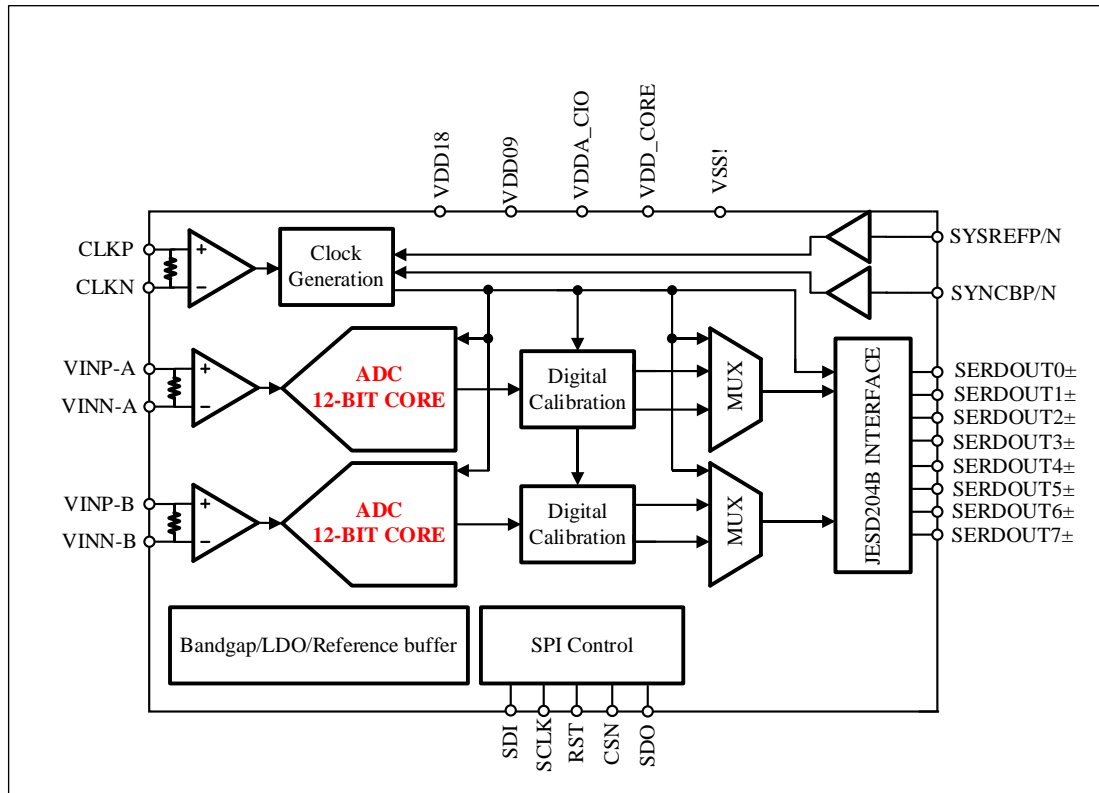 VDD18
VDD09
VDDA_CIO
VDD_CORE
VSS!
CLKP
CLKN
+
−
Clock
Generation
SYSREFP/N
SYNCBP/N
VINP-A
VINN-A
+
−
ADC
12-BIT CORE
Digital
Calibration
MUX
VINP-B
VINN-B
+
−
ADC
12-BIT CORE
Digital
Calibration
MUX
JESD204B INTERFACE
SERDOUT0±
SERDOUT1±
SERDOUT2±
SERDOUT3±
SERDOUT4±
SERDOUT5±
SERDOUT6±
SERDOUT7±
Bandgap/LDO/Reference buffer
SPI Control
SDI
SCLK
RST
CSN
SDO